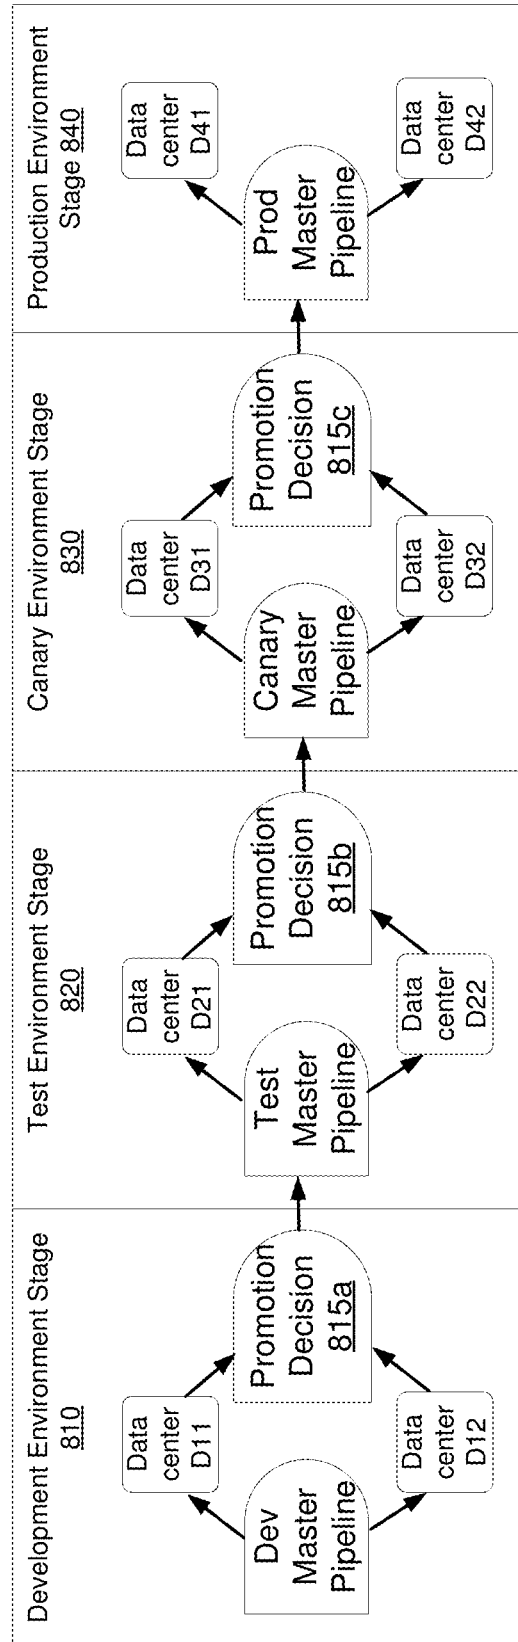 Development Environment Stage
810
Data
center
D11
Dev
Master
Pipeline
Data
center
D12
Promotion
Decision
815a
Test Environment Stage
820
Data
center
D21
Test
Master
Pipeline
Data
center
D22
Promotion
Decision
815b
Canary Environment Stage
830
Data
center
D31
Canary
Master
Pipeline
Data
center
D32
Promotion
Decision
815c
Production Environment
Stage 840
Data
center
D41
Prod
Master
Pipeline
Data
center
D42